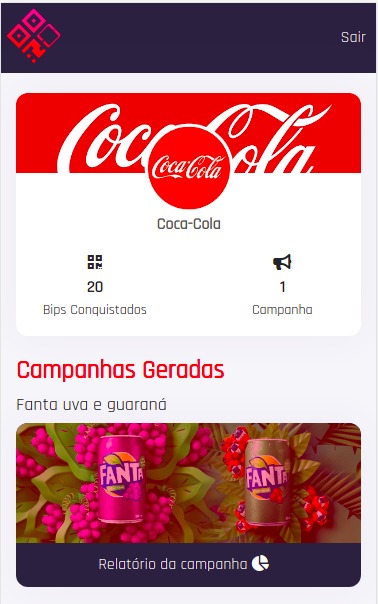 Sair
Coca-Cola
Coca-Cola
Coca-Cola
20
Bips Conquistados
1
Campanha
Campanhas Geradas
Fanta uva e guaraná
FANTA
FANTA
Relatório da campanha